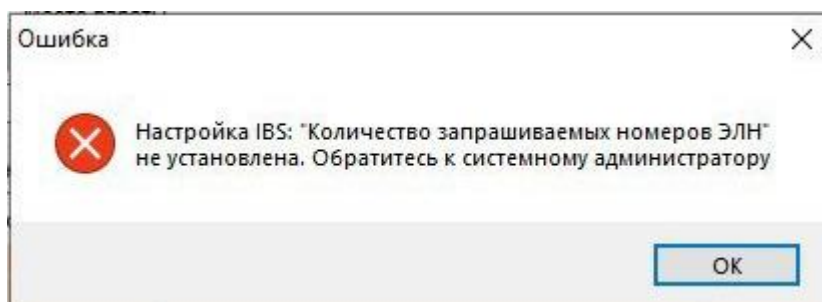 Ошибка
Настройка IBS: "Количество запрашиваемых номеров ЭЛН"
не установлена. Обратитесь к системному администратору
OK